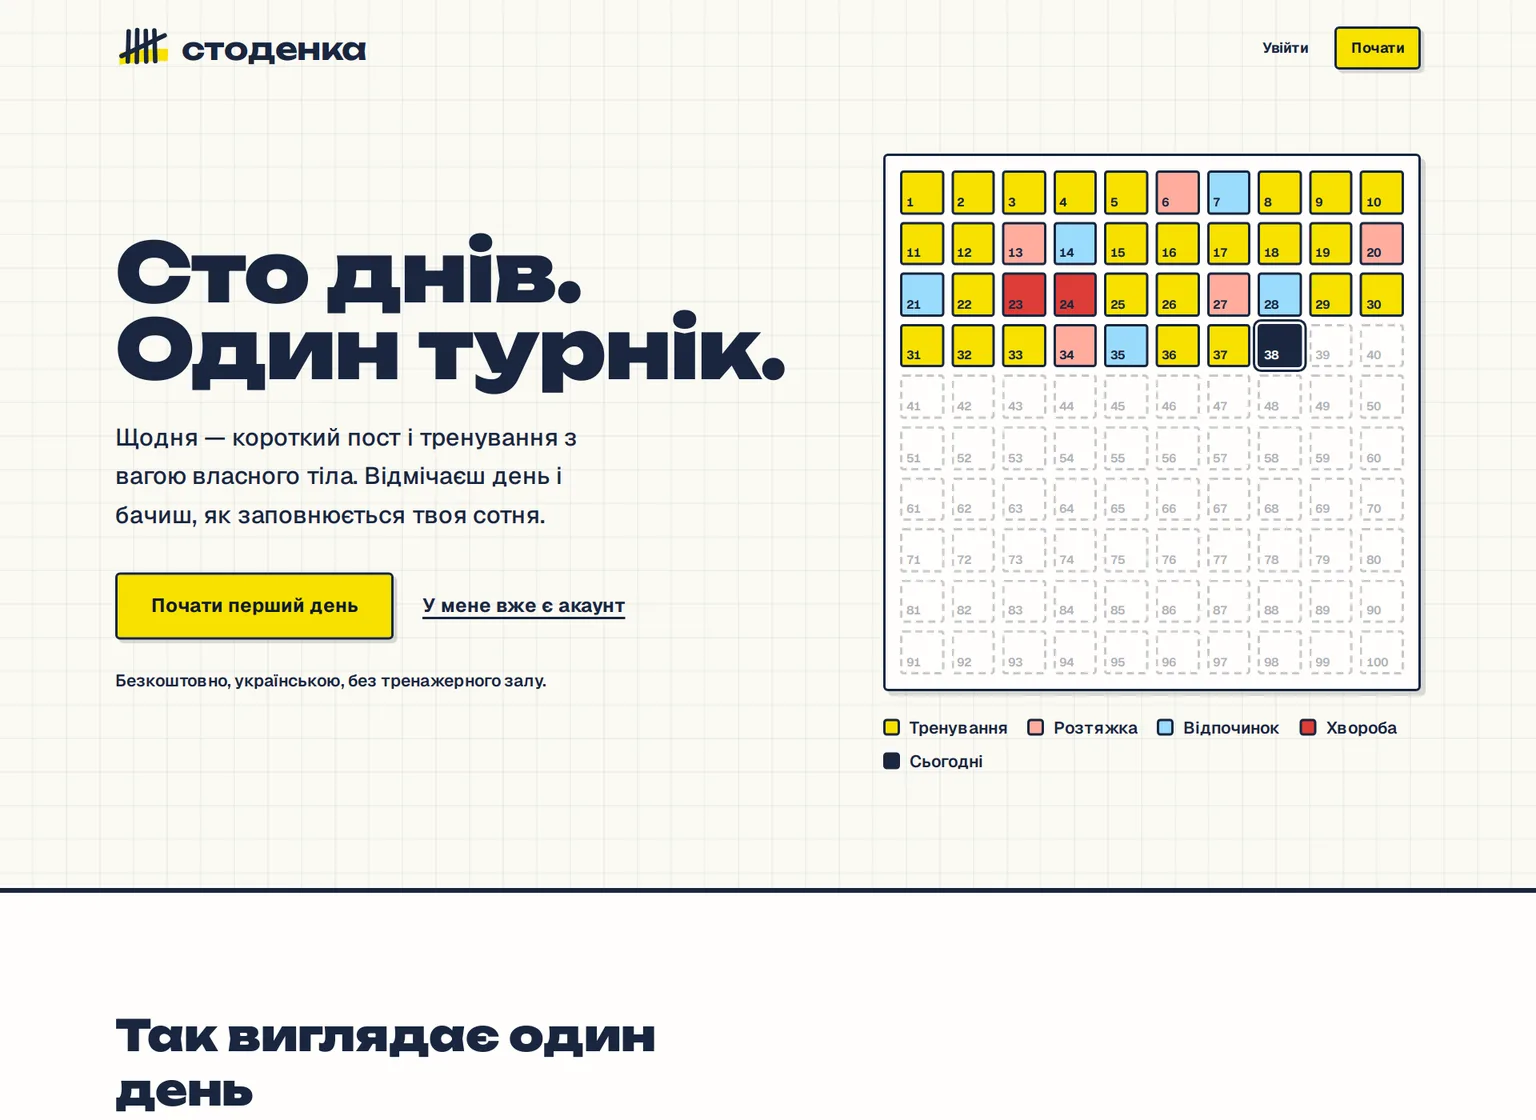 стоденка
Увійти
Почати
Сто днів.
Один турнік.
Щодня — короткий пост і тренування з
вагою власного тіла. Відмічаєш день і
бачиш, як заповнюється твоя сотня.
Почати перший день
У мене вже є акаунт
Безкоштовно, українською, без тренажерного залу.
1 2 3 4 5 6 7 8 9 10
11 12 13 14 15 16 17 18 19 20
21 22 23 24 25 26 27 28 29 30
31 32 33 34 35 36 37 38 39 40
41 42 43 44 45 46 47 48 49 50
51 52 53 54 55 56 57 58 59 60
61 62 63 64 65 66 67 68 69 70
71 72 73 74 75 76 77 78 79 80
81 82 83 84 85 86 87 88 89 90
91 92 93 94 95 96 97 98 99 100
Тренування Розтяжка Відпочинок Хвороба
Сьогодні
Так виглядає один
день